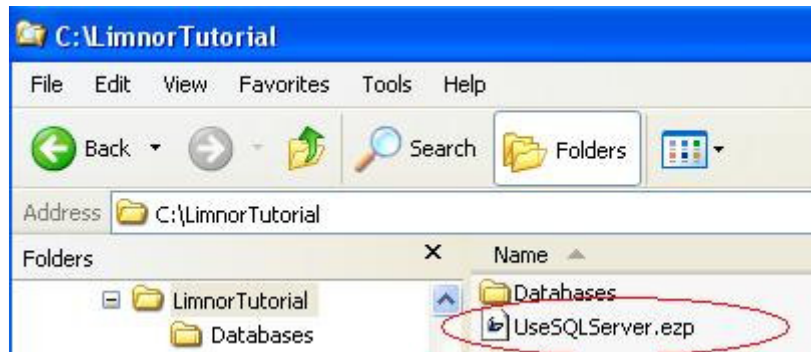 C:\LimnorTutorial
File Edit View Favorites Tools Help
Back Search Folders
Address C:\LimnorTutorial
Folders Name
LimnorTutorial Databases
Databases UseSQLServer.ezp